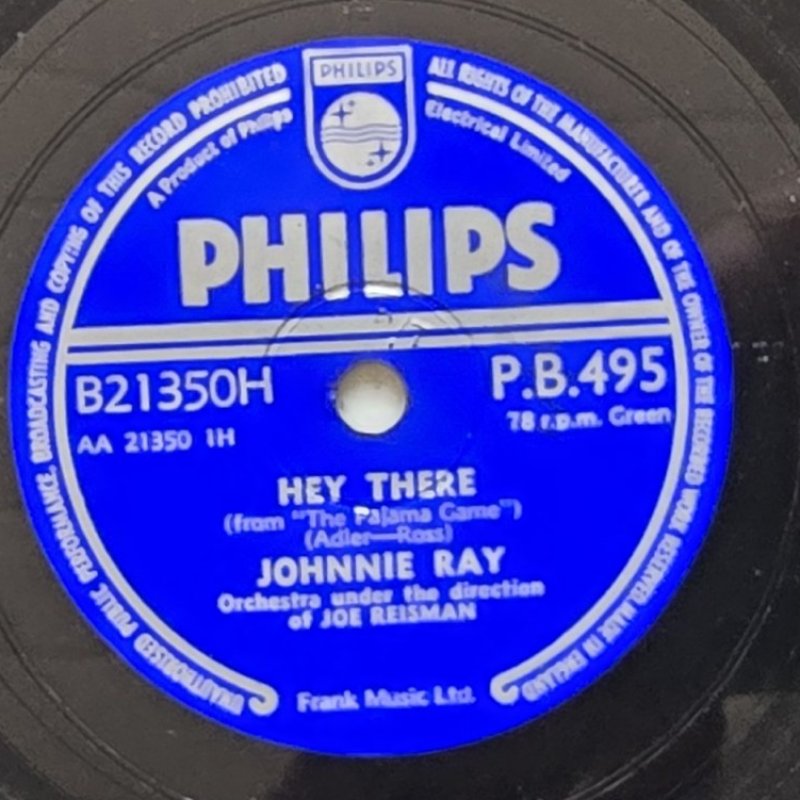 PHILIPS
UNAUTHORISED PUBLIC PERFORMANCE, BROADCASTING AND COPYING OF THIS RECORD PROHIBITED
ALL RIGHTS OF THE MANUFACTURER AND OF THE OWNER OF THE RECORDED WORK RESERVED MADE IN ENGLAND
A Product of Philips
Electrical Limited
PHILIPS
B21350H
P.B.495
AA 21350 1H
78 r.p.m. Green
HEY THERE
(from "The Pajama Game")
(Adler—Ross)
JOHNNIE RAY
Orchestra under the direction
of JOE REISMAN
Frank Music Ltd.